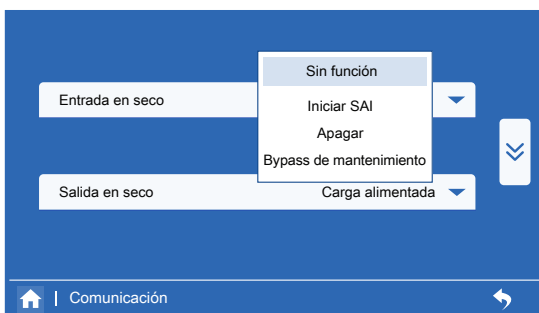 Sin función
Entrada en seco
Iniciar SAI
Apagar
Bypass de mantenimiento
Salida en seco
Carga alimentada
Comunicación